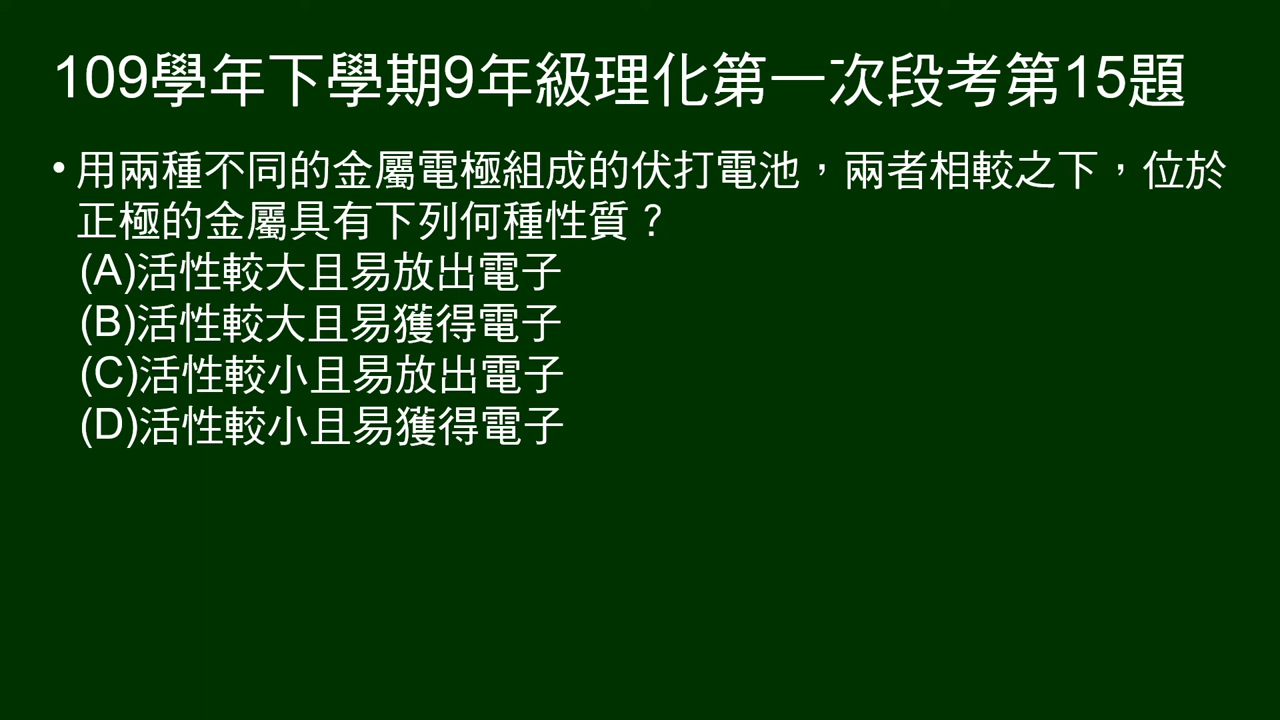 109學年下學期9年級理化第一次段考第15題
•用兩種不同的金屬電極組成的伏打電池，兩者相較之下，位於
正極的金屬具有下列何種性質？
(A)活性較大且易放出電子
(B)活性較大且易獲得電子
(C)活性較小且易放出電子
(D)活性較小且易獲得電子